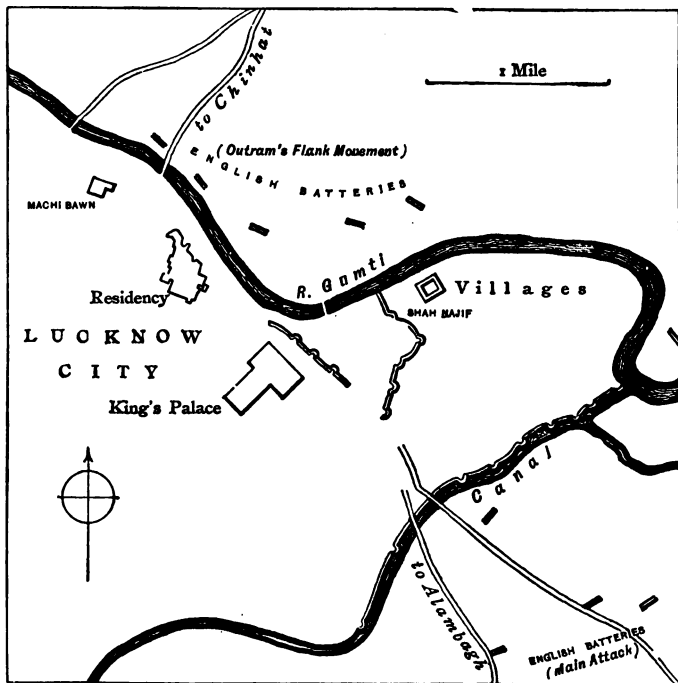 1 Mile
to Chinhat
(Outram's Flank Movement)
ENGLISH BATTERIES
MACHI BAWN
R. Gumti
Villages
Residency
SHAH NAJIF
LUCKNOW
CITY
King's Palace
Canal
to Alambagh
ENGLISH BATTERIES
(Main Attack)